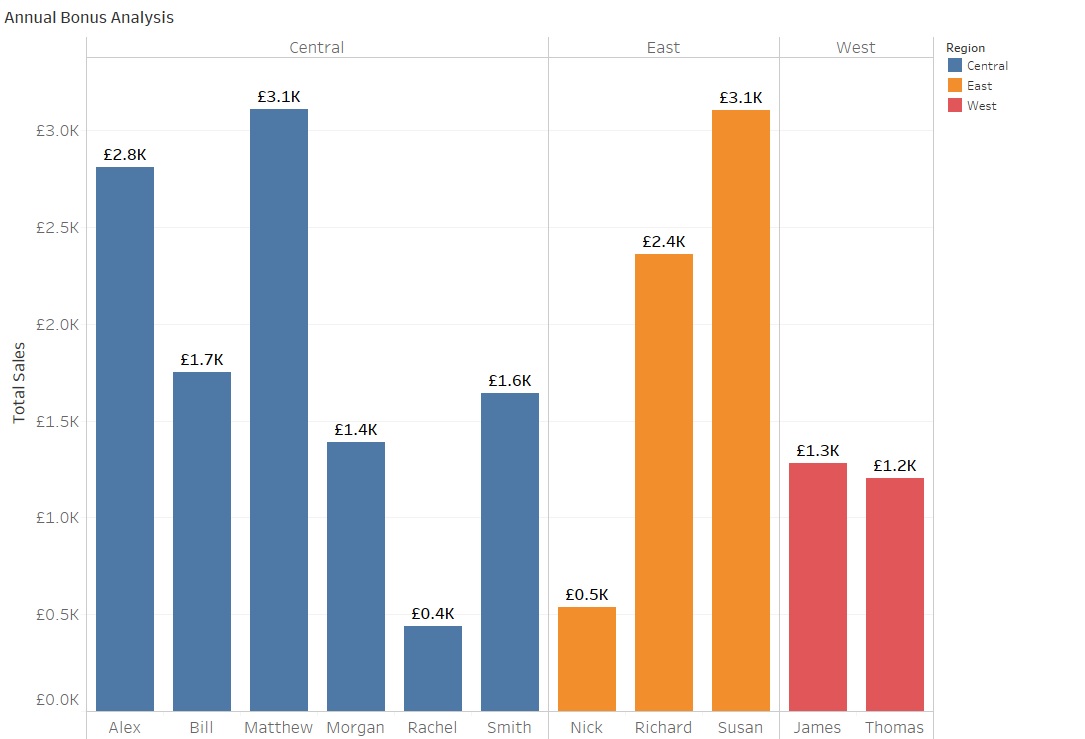 Annual Bonus Analysis
Central East West
Region
Central
East
West
£3.1K £3.1K
£2.8K
£2.4K
£1.7K
£1.6K
£1.4K
£1.3K
£1.2K
£0.5K
£0.4K
Total Sales
£3.0K
£2.5K
£2.0K
£1.5K
£1.0K
£0.5K
£0.0K
Alex Bill Matthew Morgan Rachel Smith Nick Richard Susan James Thomas